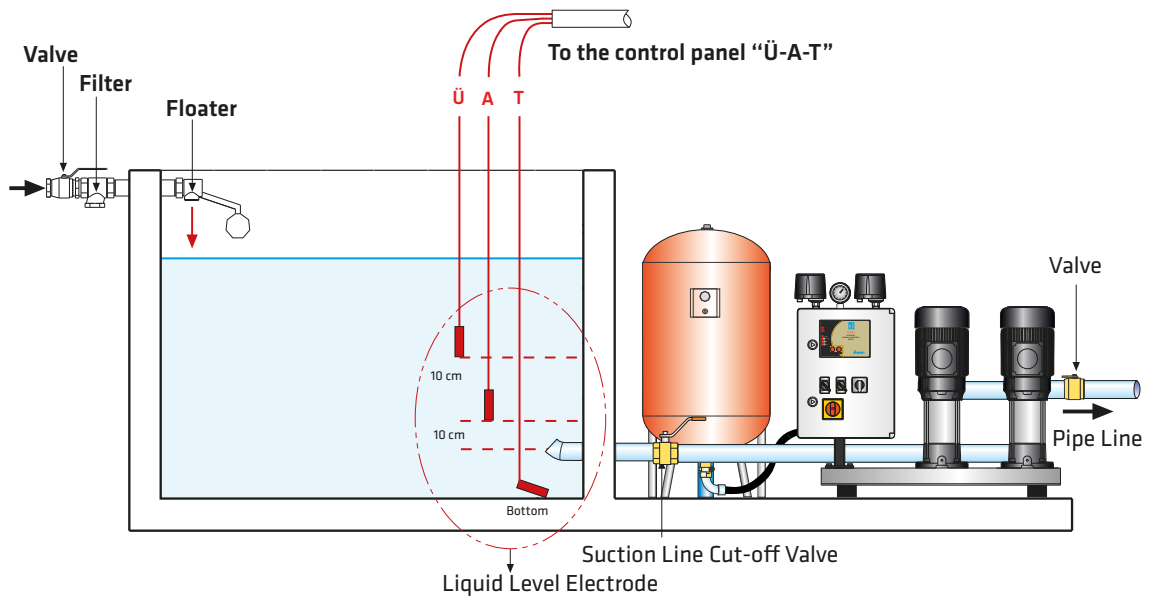 To the control panel “Ü-A-T”
Valve
Filter
Floater
Ü A T
Valve
10 cm
10 cm
Pipe Line
Bottom
Suction Line Cut-off Valve
Liquid Level Electrode